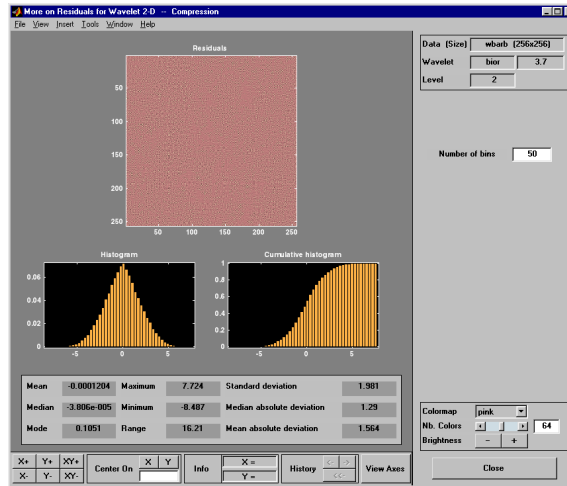 More on Residuals for Wavelet 2-D -- Compression
File View Insert Tools Window Help
Residuals
50
100
150
200
250
50 100 150 200 250
Histogram
0.06
0.04
0.02
0
-5 0 5
Cumulative histogram
1
0.8
0.6
0.4
0.2
0
-5 0 5
Mean -0.0001204 Maximum 7.724 Standard deviation 1.981
Median -3.806e-005 Minimum -8.487 Median absolute deviation 1.29
Mode 0.1051 Range 16.21 Mean absolute deviation 1.564
Data (Size) wbarb (256x256)
Wavelet bior 3.7
Level 2
Number of bins 50
Colormap pink
Nb. Colors 64
Brightness - +
X+ Y+ XY+
X- Y- XY-
Center On X Y
Info X =
Y =
History <- ->
<<-
View Axes
Close